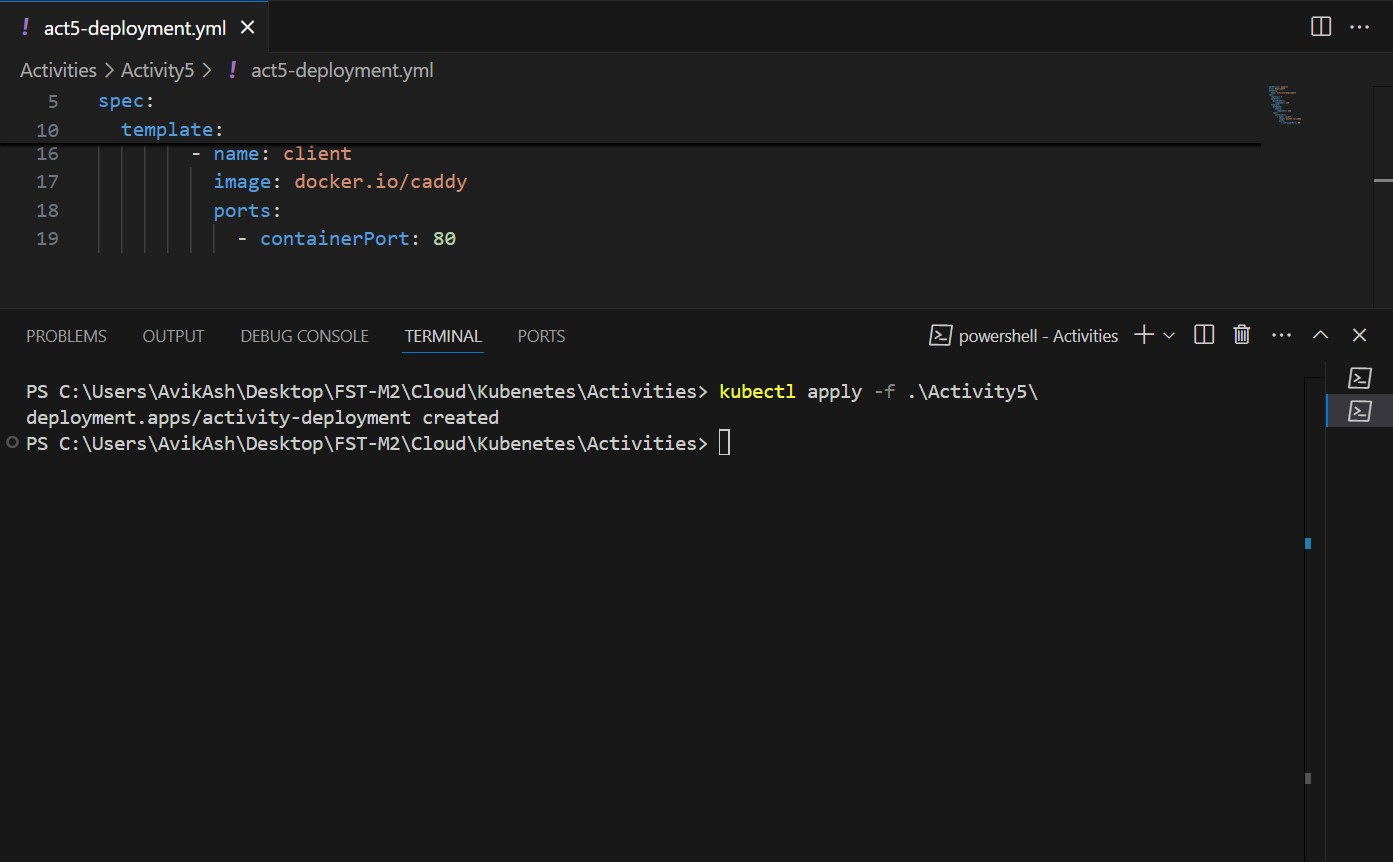 ! act5-deployment.yml
Activities > Activity5 > ! act5-deployment.yml
5 spec:
10 template:
16 - name: client
17 image: docker.io/caddy
18 ports:
19 - containerPort: 80
PROBLEMS OUTPUT DEBUG CONSOLE TERMINAL PORTS powershell - Activities
PS C:\Users\AvikAsh\Desktop\FST-M2\Cloud\Kubenetes\Activities> kubectl apply -f .\Activity5\
deployment.apps/activity-deployment created
PS C:\Users\AvikAsh\Desktop\FST-M2\Cloud\Kubenetes\Activities>